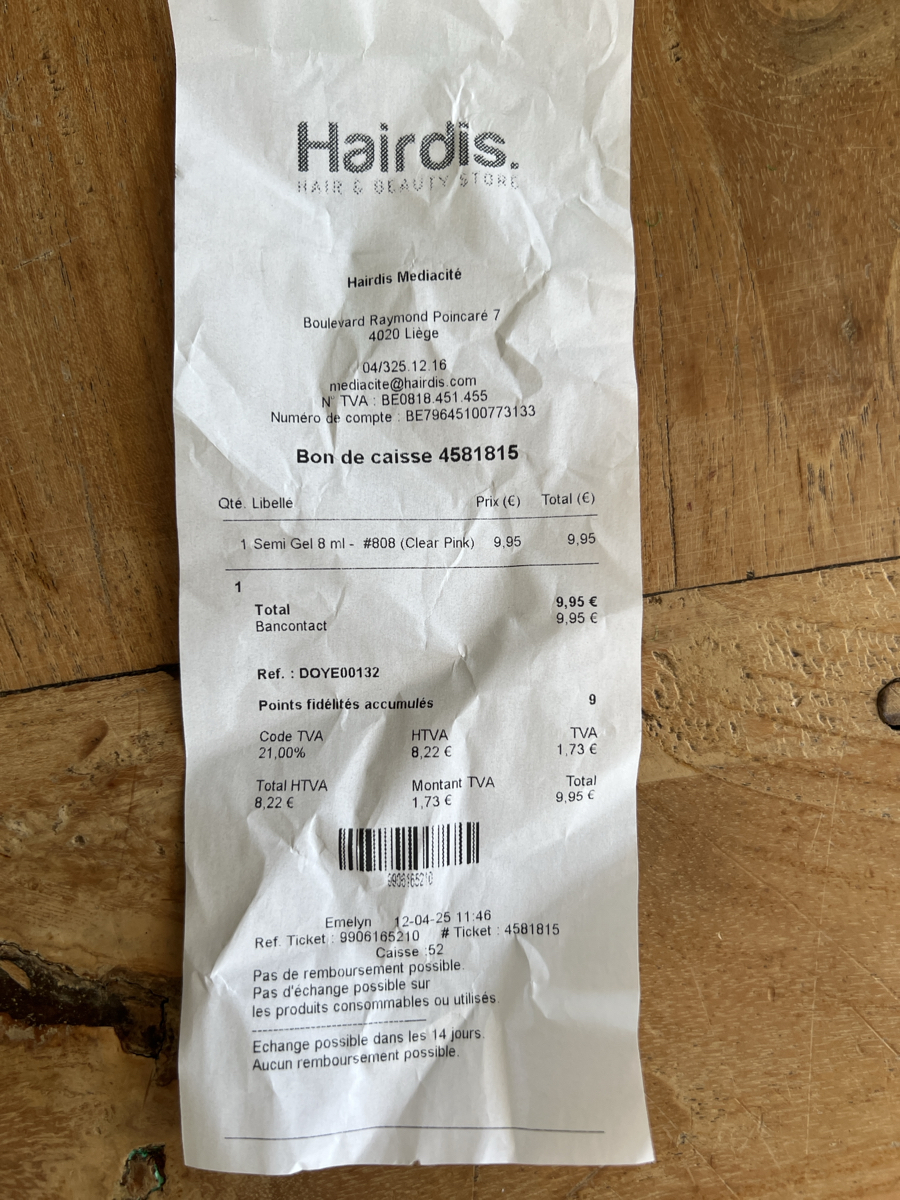 Hairdis.
HAIR & BEAUTY STORE
Hairdis Mediacité
Boulevard Raymond Poincaré 7
4020 Liège
04/325.12.16
mediacite@hairdis.com
N° TVA : BE0818.451.455
Numéro de compte : BE79645100773133
Bon de caisse 4581815
Qté. Libellé Prix (€) Total (€)
1 Semi Gel 8 ml - #808 (Clear Pink) 9,95 9,95
1
Total 9,95 €
Bancontact 9,95 €
Ref. : DOYE00132
Points fidélités accumulés 9
Code TVA HTVA TVA
21,00% 8,22 € 1,73 €
Total HTVA Montant TVA Total
8,22 € 1,73 € 9,95 €
9906165210
Emelyn 12-04-25 11:46
Ref. Ticket : 9906165210 # Ticket : 4581815
Caisse :52
Pas de remboursement possible.
Pas d'échange possible sur
les produits consommables ou utilisés.
------------------------------------
Echange possible dans les 14 jours.
Aucun remboursement possible.